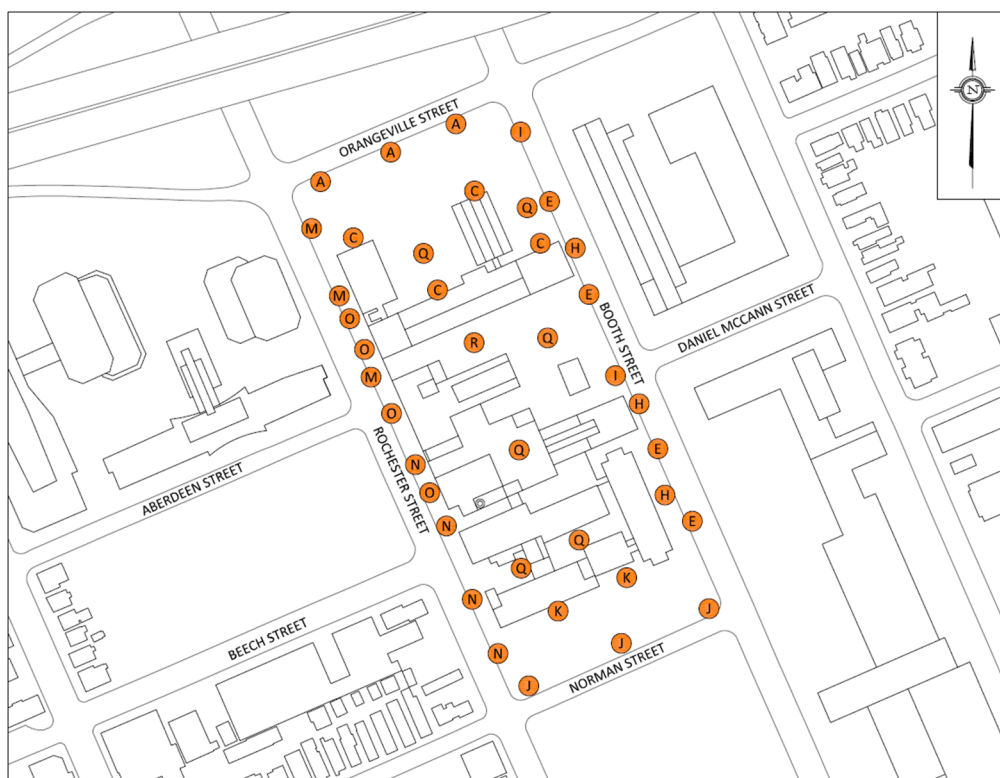 ORANGEVILLE STREET
A
I
A
A
C
E
Q
M
C
C
H
Q
C
E
M
O
BOOTH STREET
DANIEL MCCANN STREET
Q
R
O
I
M
H
O
ROCHESTER STREET
E
Q
N
ABERDEEN STREET
O
H
E
N
Q
Q
K
N
K
J
BEECH STREET
J
N
NORMAN STREET
J
N